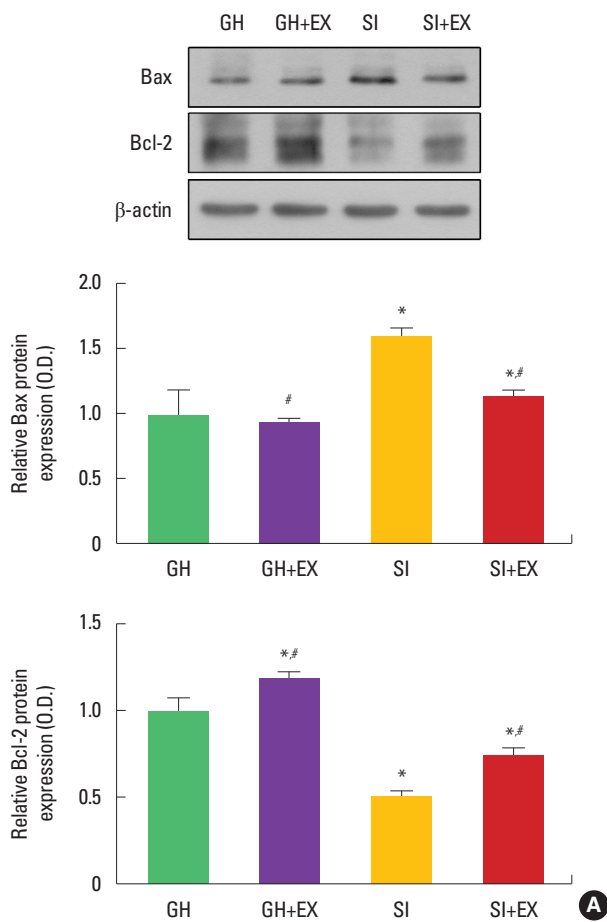 GH GH+EX SI SI+EX
Bax
Bcl-2
β-actin
Relative Bax protein
expression (O.D.)
2.0
1.5
1.0
0.5
0
#
*
*,#
GH GH+EX SI SI+EX
Relative Bcl-2 protein
expression (O.D.)
1.5
1.0
0.5
0
*,#
*
*,#
GH GH+EX SI SI+EX
A